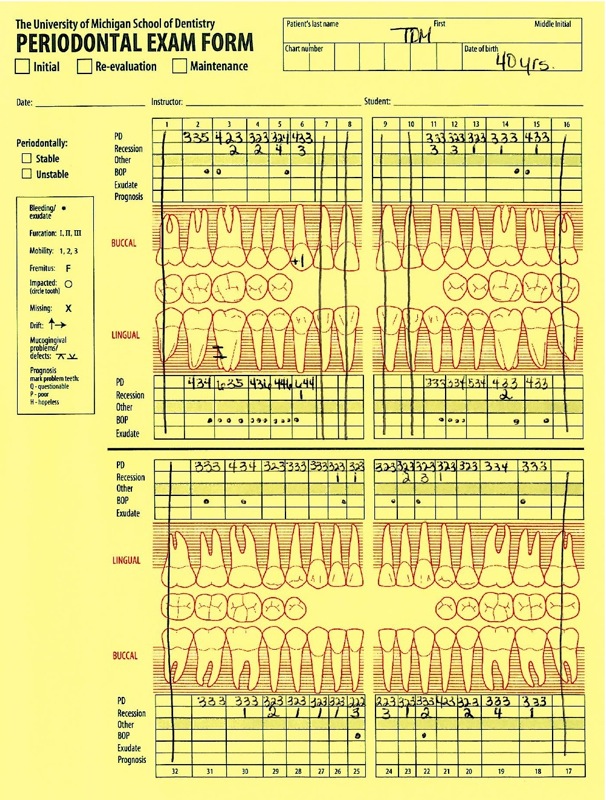 The University of Michigan School of Dentistry
PERIODONTAL EXAM FORM
Initial Re-evaluation Maintenance
Patient's last name First Middle Initial
TOM
Chart number Date of birth
40 yrs.
Date: Instructor: Student:
Periodontally:
Stable
Unstable
Bleeding/
exudate
Furcation: I, II, III
Mobility: 1, 2, 3
Fremitus: F
Impacted:
(circle tooth)
Missing: X
Drift:
Mucogingival
problems/
defects:
Prognosis
mark problem teeth:
Q - questionable
P - poor
H - hopeless
1 2 3 4 5 6 7 8 9 10 11 12 13 14 15 16
PD 335 423 323 324 423 333 323 323 333 433
Recession 2 2 4 3 3 3 1 1 1
Other
BOP
Exudate
Prognosis
BUCCAL
+1
LINGUAL
II
PD 434 635 436 446 644 333 334 534 433 433
Recession 1 2
Other
BOP
Exudate
PD 333 434 323 333 333 323 323 323 323 323 323 323 334 333
Recession 1 1 2 3 1
Other
BOP
Exudate
LINGUAL
BUCCAL
PD 333 333 323 323 323 323 222 223 323 322 423 323 323 333
Recession 1 2 1 1 1 3 3 1 2 2 4 1
Other
BOP
Exudate
Prognosis
32 31 30 29 28 27 26 25 24 23 22 21 20 19 18 17